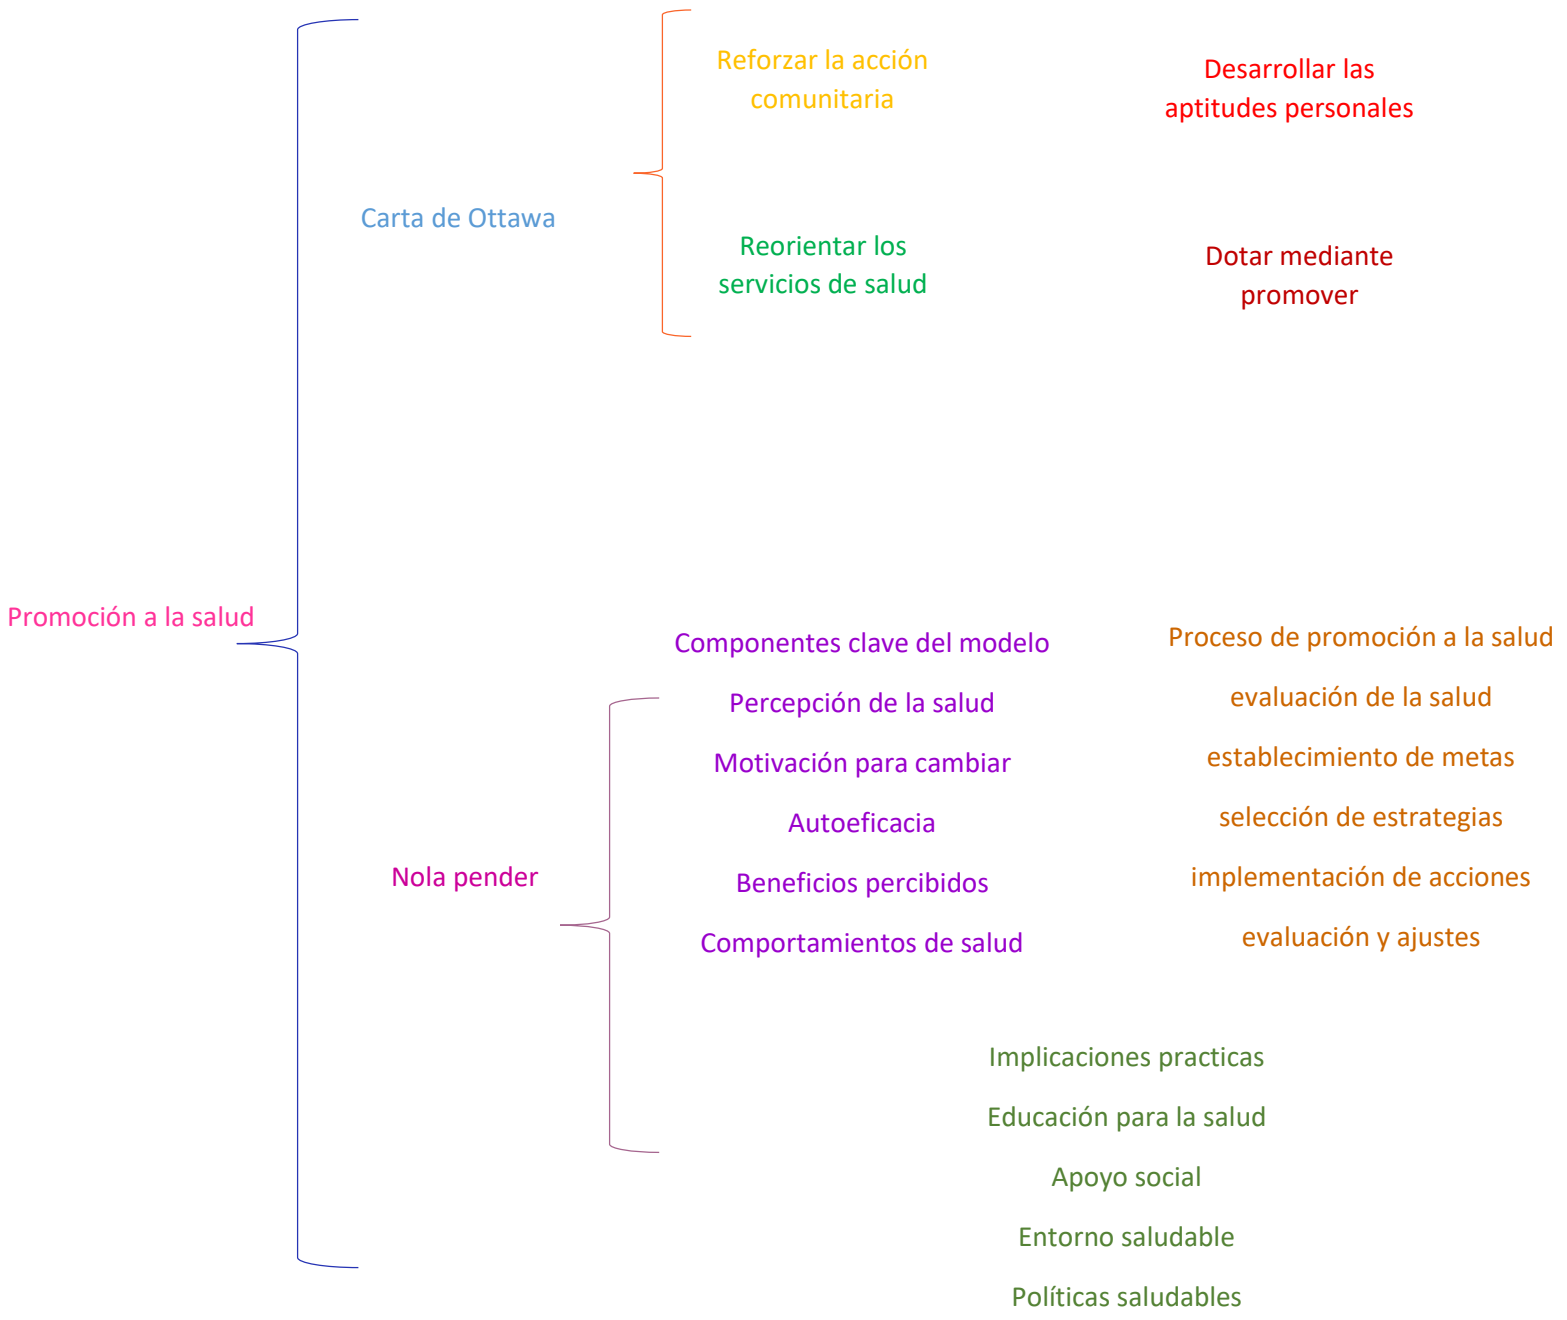 Promoción a la salud
Carta de Ottawa
Reforzar la acción
comunitaria
Desarrollar las
aptitudes personales
Reorientar los
servicios de salud
Dotar mediante
promover
Nola pender
Componentes clave del modelo
Percepción de la salud
Motivación para cambiar
Autoeficacia
Beneficios percibidos
Comportamientos de salud
Proceso de promoción a la salud
evaluación de la salud
establecimiento de metas
selección de estrategias
implementación de acciones
evaluación y ajustes
Implicaciones practicas
Educación para la salud
Apoyo social
Entorno saludable
Políticas saludables